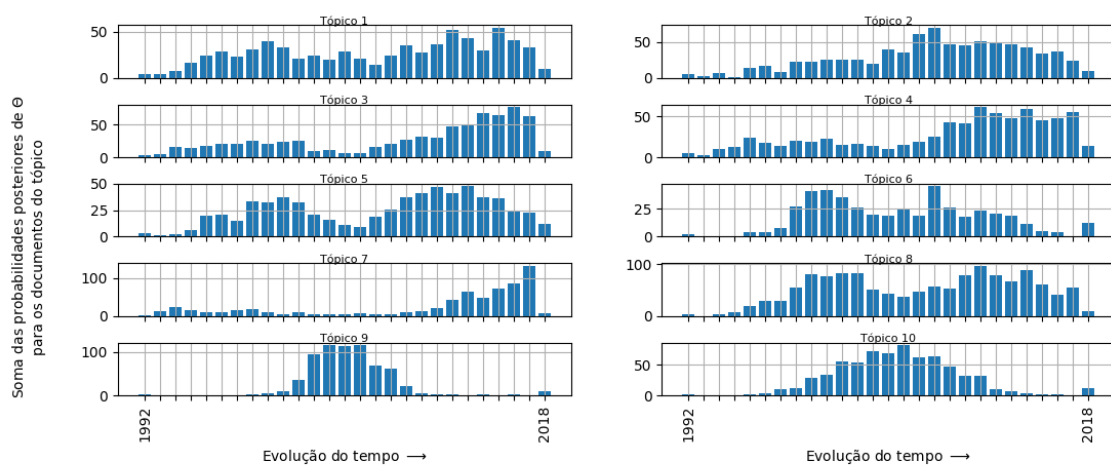 Soma das probabilidades posteriores de Θ
para os documentos do tópico
Tópico 1
50
0
Tópico 2
50
0
Tópico 3
50
0
Tópico 4
50
0
Tópico 5
50
25
0
Tópico 6
25
0
Tópico 7
100
0
Tópico 8
100
0
Tópico 9
100
0
Tópico 10
50
0
1992
2018
1992
2018
Evolução do tempo ⟶
Evolução do tempo ⟶